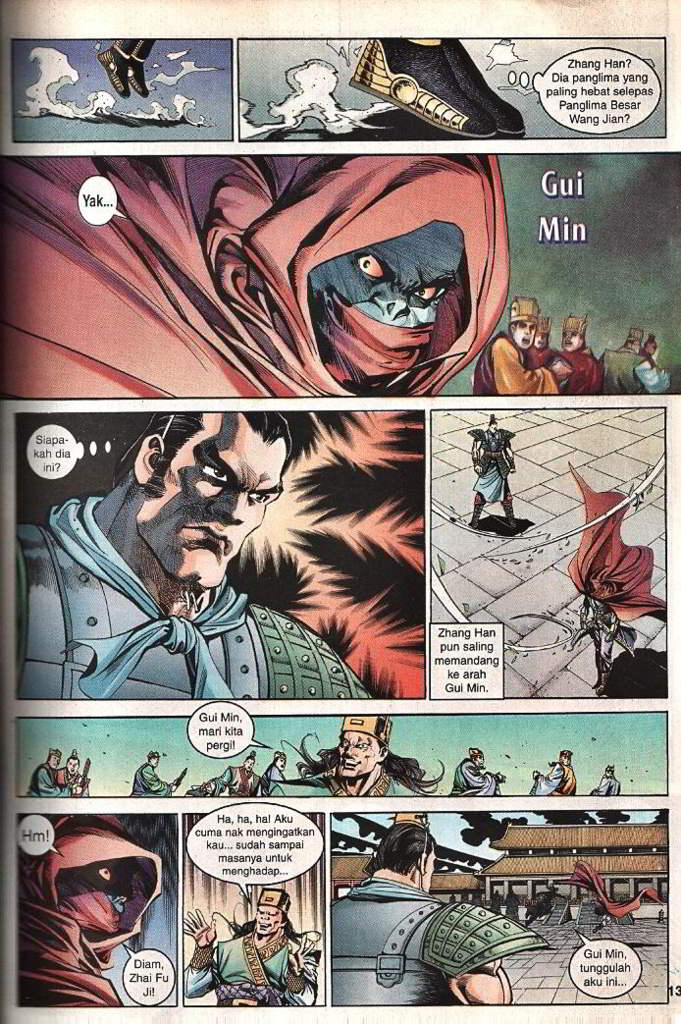 Zhang Han?
Dia panglima yang
paling hebat selepas
Panglima Besar
Wang Jian?
Yak...
Gui
Min
Siapa-
kah dia
ini?
Zhang Han
pun saling
memandang
ke arah
Gui Min.
Gui Min,
mari kita
pergi!
Hm!
Diam,
Zhai Fu
Ji!
Ha, ha, ha! Aku
cuma nak mengingatkan
kau... sudah sampai
masanya untuk
menghadap...
Gui Min,
tunggulah
aku ini...
13